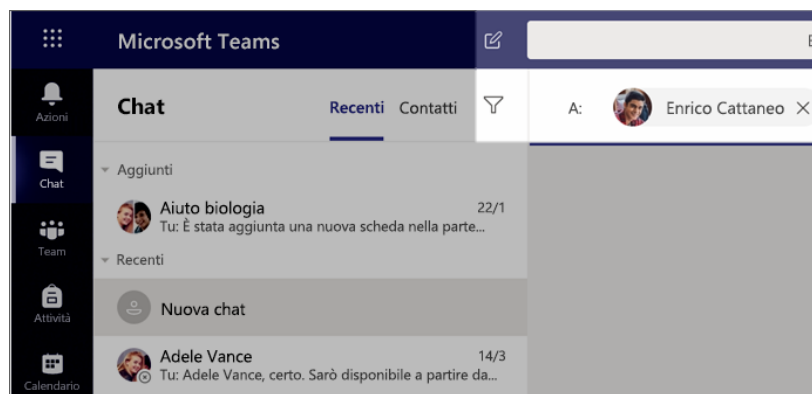 Microsoft Teams
Azioni
Chat
Team
Attività
Calendario
Chat
Recenti
Contatti
Aggiunti
Aiuto biologia
22/1
Tu: È stata aggiunta una nuova scheda nella parte...
Recenti
Nuova chat
Adele Vance
14/3
Tu: Adele Vance, certo. Sarò disponibile a partire da...
A:
Enrico Cattaneo